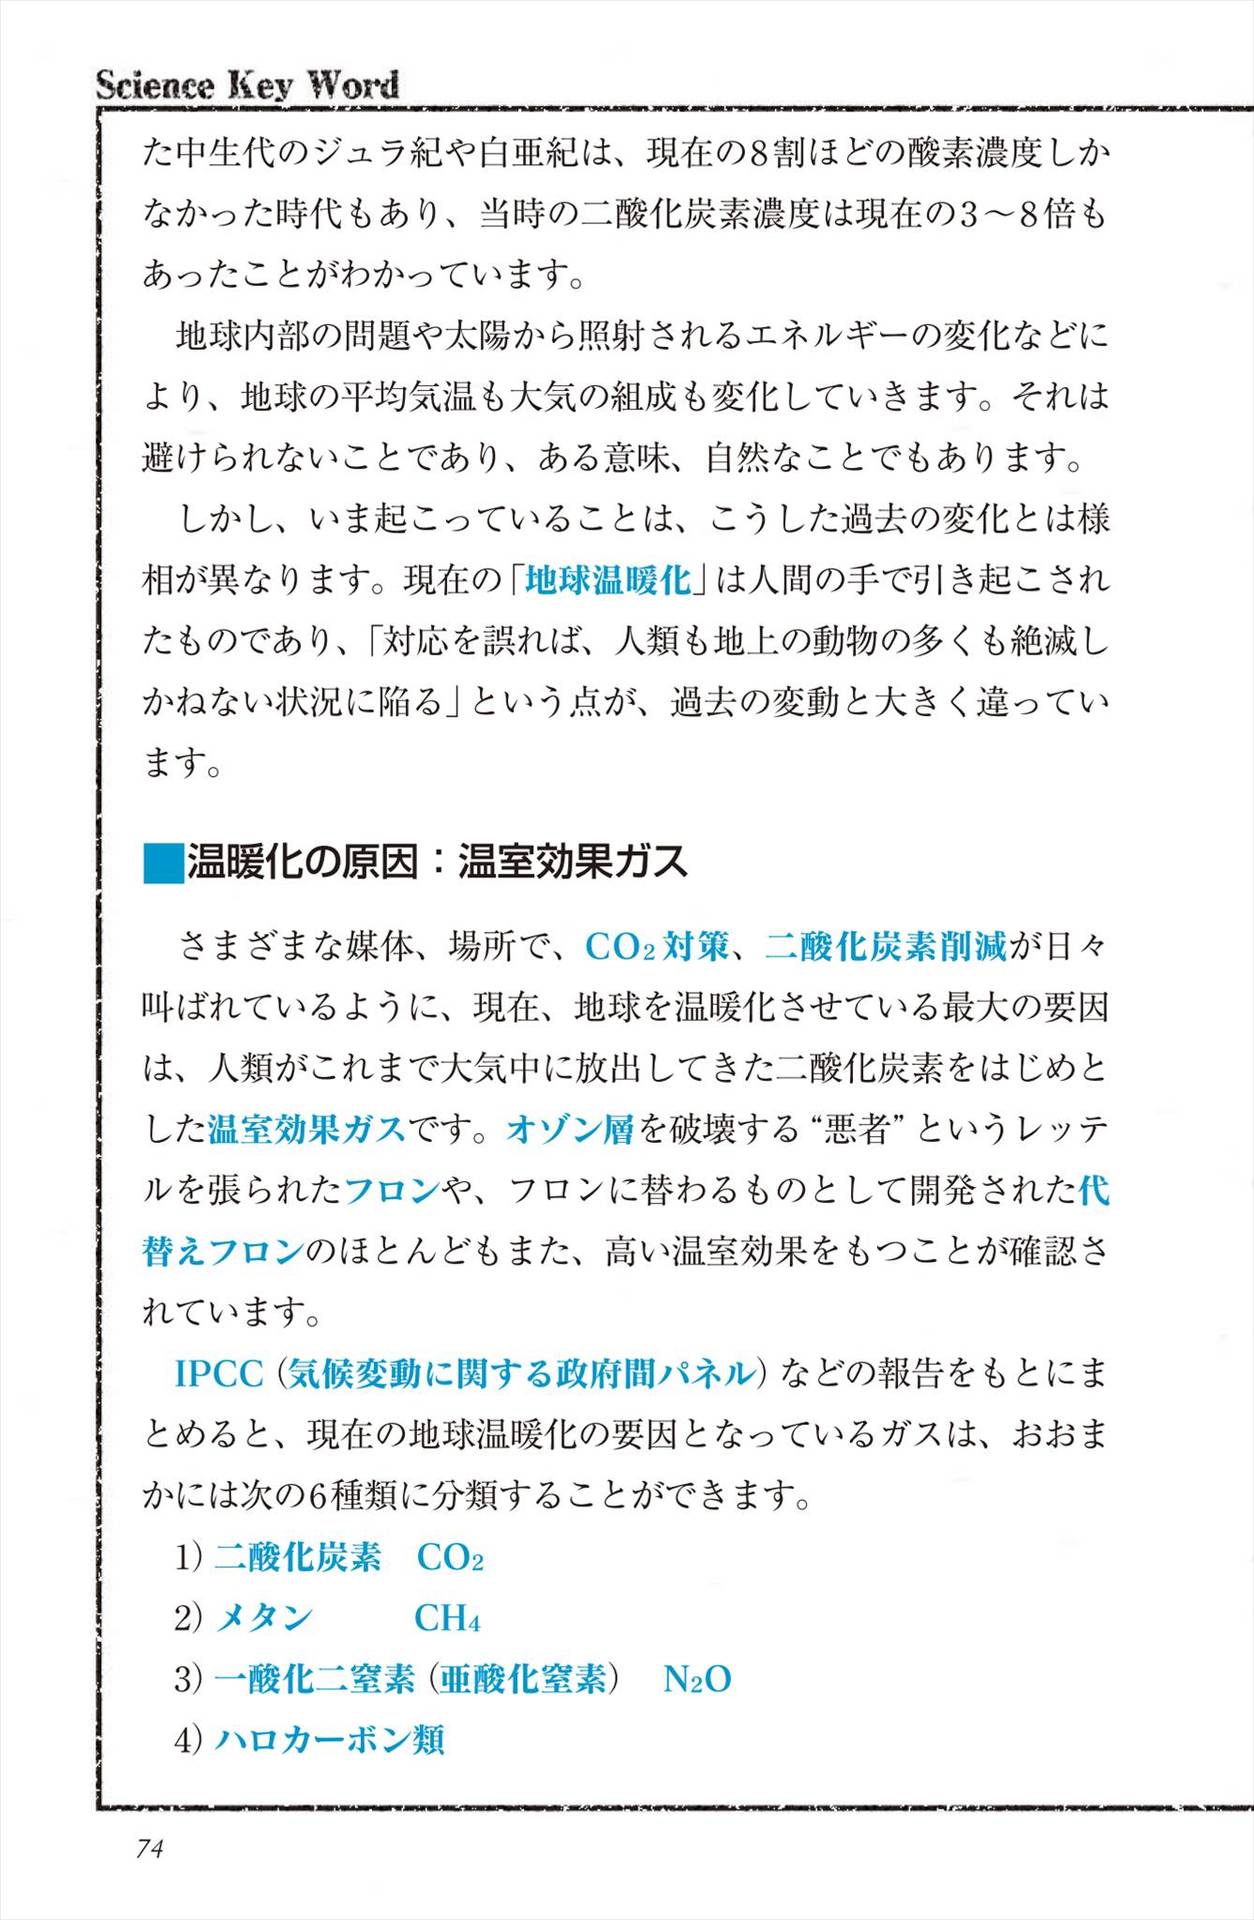 Science Key Word
た中生代のジュラ紀や白亜紀は、現在の8割ほどの酸素濃度しか
なかった時代もあり、当時の二酸化炭素濃度は現在の3～8倍も
あったことがわかっています。
地球内部の問題や太陽から照射されるエネルギーの変化などに
より、地球の平均気温も大気の組成も変化していきます。それは
避けられないことであり、ある意味、自然なことでもあります。
しかし、いま起こっていることは、こうした過去の変化とは様
相が異なります。現在の「地球温暖化」は人間の手で引き起こされ
たものであり、「対応を誤れば、人類も地上の動物の多くも絶滅し
かねない状況に陥る」という点が、過去の変動と大きく違ってい
ます。
■温暖化の原因：温室効果ガス
さまざまな媒体、場所で、CO₂対策、二酸化炭素削減が日々
叫ばれているように、現在、地球を温暖化させている最大の要因
は、人類がこれまで大気中に放出してきた二酸化炭素をはじめと
した温室効果ガスです。オゾン層を破壊する“悪者”というレッテ
ルを張られたフロンや、フロンに替わるものとして開発された代
替えフロンのほとんどもまた、高い温室効果をもつことが確認さ
れています。
IPCC（気候変動に関する政府間パネル）などの報告をもとにま
とめると、現在の地球温暖化の要因となっているガスは、おおま
かには次の6種類に分類することができます。
1）二酸化炭素　CO₂
2）メタン　　　CH₄
3）一酸化二窒素（亜酸化窒素）　N₂O
4）ハロカーボン類
74